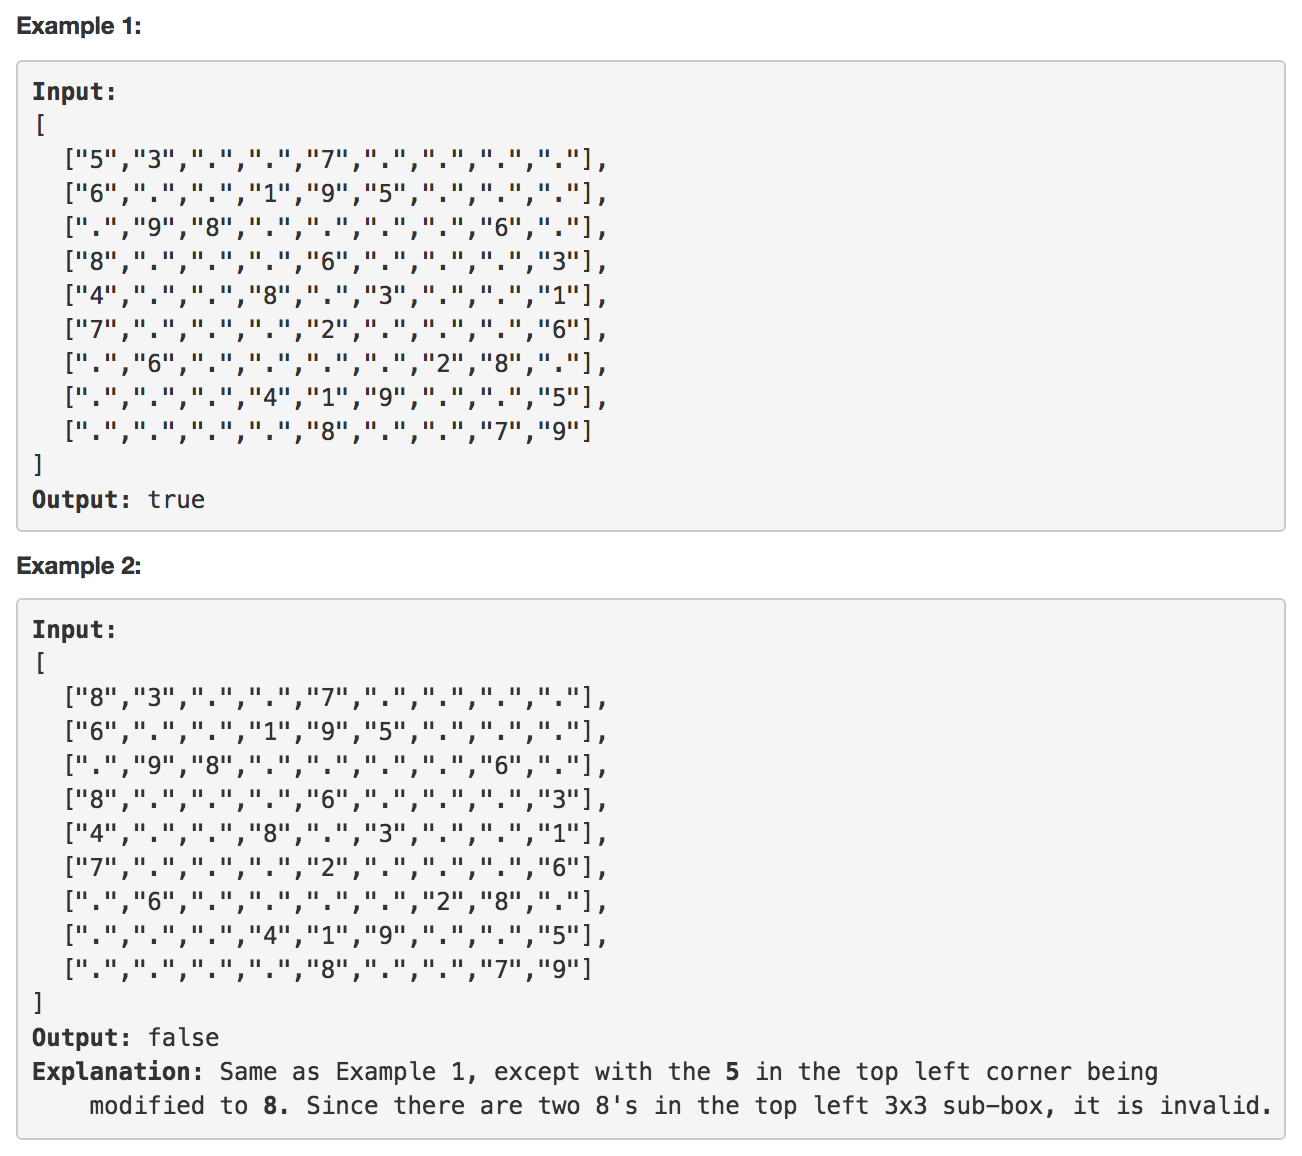 Example 1:
Input:
[
  ["5","3",".",".","7",".",".",".","."],
  ["6",".",".","1","9","5",".",".","."],
  [".","9","8",".",".",".",".","6","."],
  ["8",".",".",".","6",".",".",".","3"],
  ["4",".",".","8",".","3",".",".","1"],
  ["7",".",".",".","2",".",".",".","6"],
  [".","6",".",".",".",".","2","8","."],
  [".",".",".","4","1","9",".",".","5"],
  [".",".",".",".","8",".",".","7","9"]
]
Output: true
Example 2:
Input:
[
  ["8","3",".",".","7",".",".",".","."],
  ["6",".",".","1","9","5",".",".","."],
  [".","9","8",".",".",".",".","6","."],
  ["8",".",".",".","6",".",".",".","3"],
  ["4",".",".","8",".","3",".",".","1"],
  ["7",".",".",".","2",".",".",".","6"],
  [".","6",".",".",".",".","2","8","."],
  [".",".",".","4","1","9",".",".","5"],
  [".",".",".",".","8",".",".","7","9"]
]
Output: false
Explanation: Same as Example 1, except with the 5 in the top left corner being
    modified to 8. Since there are two 8's in the top left 3x3 sub-box, it is invalid.